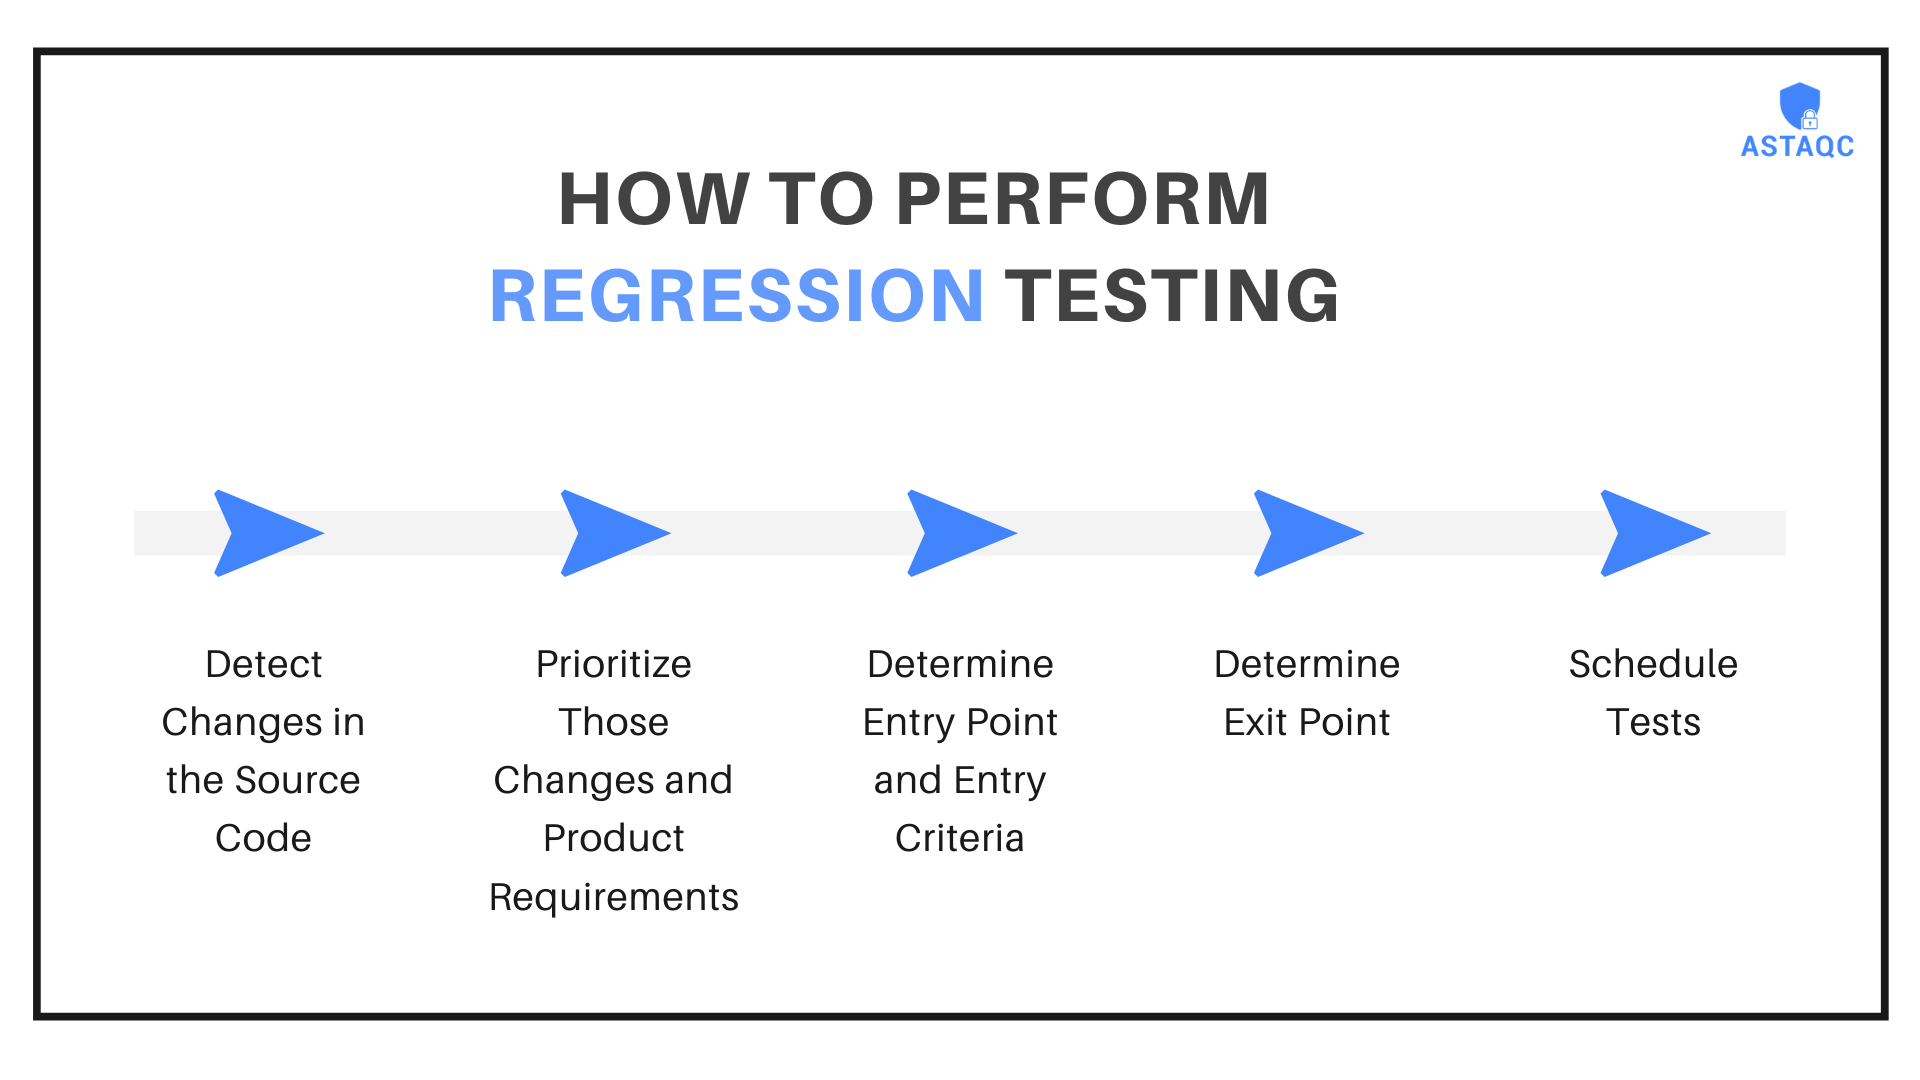 ASTAQC
HOW TO PERFORM
REGRESSION TESTING
Detect
Changes in
the Source
Code
Prioritize
Those
Changes and
Product
Requirements
Determine
Entry Point
and Entry
Criteria
Determine
Exit Point
Schedule
Tests